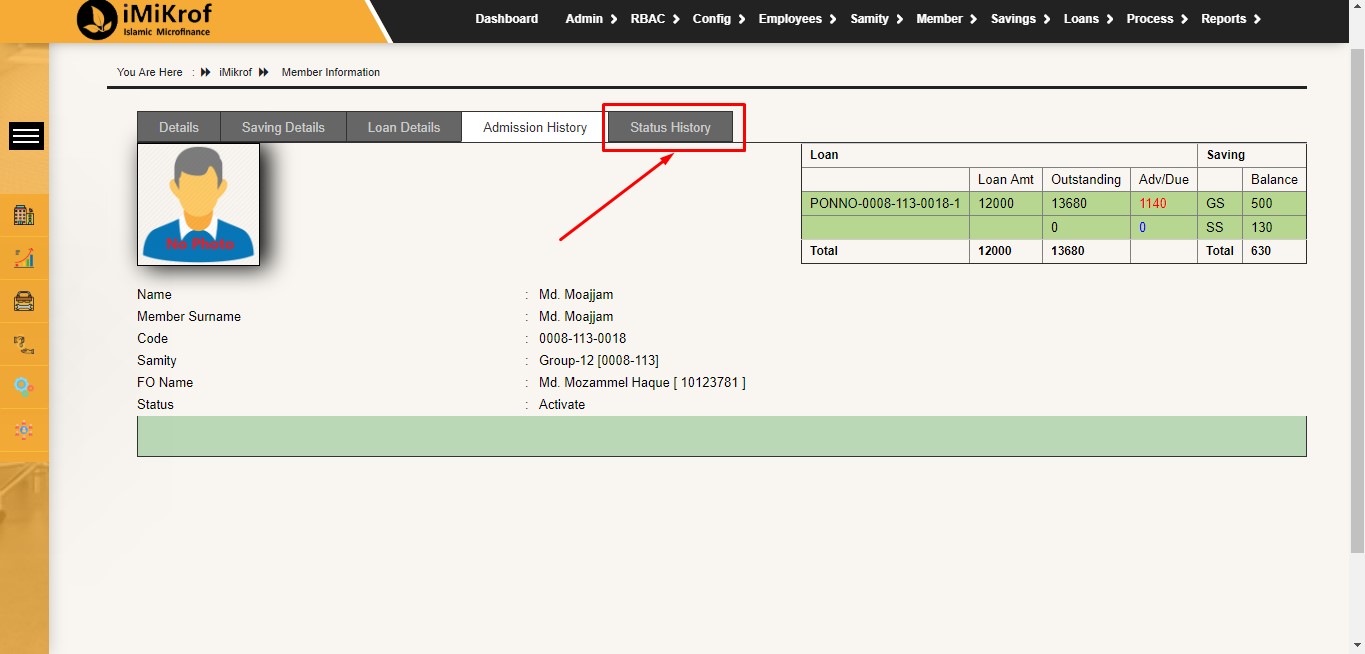 iMiKrof
Islamic Microfinance
Dashboard Admin RBAC Config Employees Samity Member Savings Loans Process Reports
You Are Here : iMikrof Member Information
Details Saving Details Loan Details Admission History Status History
No Photo
Loan Saving
Loan Amt Outstanding Adv/Due Balance
PONNO-0008-113-0018-1 12000 13680 1140 GS 500
0 0 SS 130
Total 12000 13680 Total 630
Name : Md. Moajjam
Member Surname : Md. Moajjam
Code : 0008-113-0018
Samity : Group-12 [0008-113]
FO Name : Md. Mozammel Haque [ 10123781 ]
Status : Activate